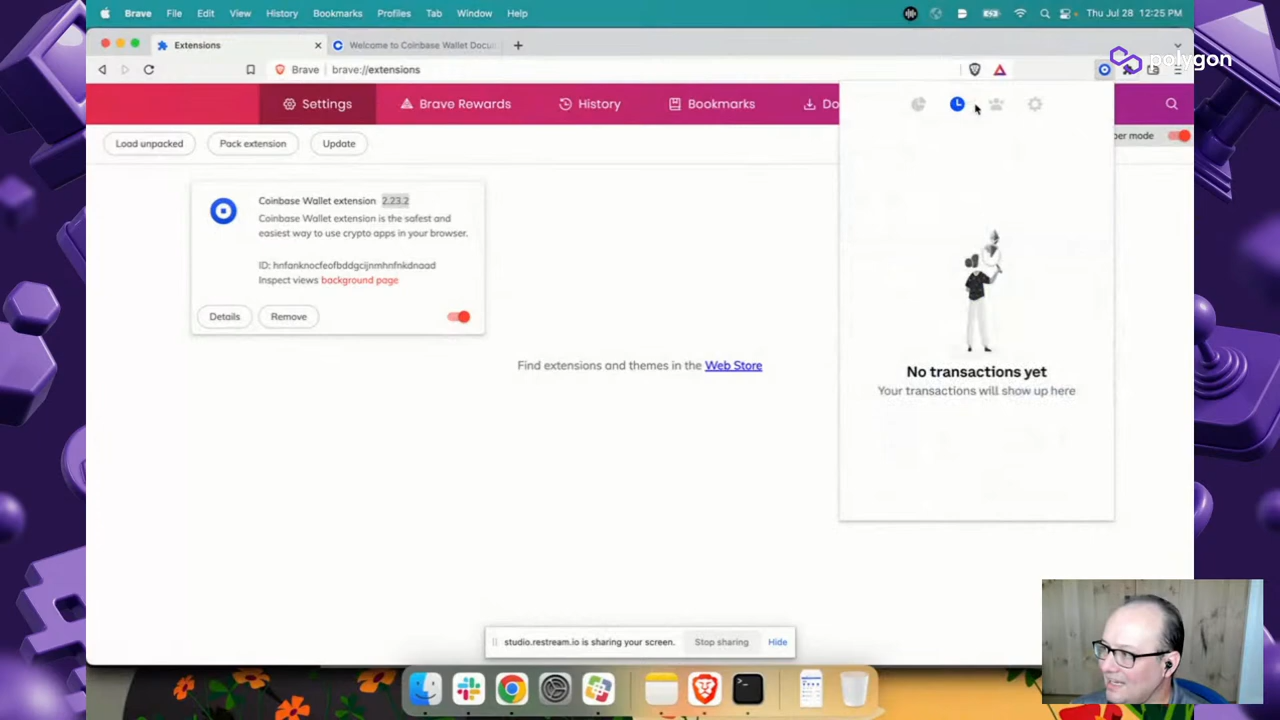 Brave File Edit View History Bookmarks Profiles Tab Window Help Thu Jul 28 12:25 PM
Extensions Welcome to Coinbase Wallet Docu
Brave brave://extensions
polygon
Settings Brave Rewards History Bookmarks Do
Load unpacked Pack extension Update
per mode
Coinbase Wallet extension 2.23.2
Coinbase Wallet extension is the safest and
easiest way to use crypto apps in your browser.
ID: hnfanknocfeofbddgcijnmhnfnkdnaad
Inspect views background page
Details Remove
Find extensions and themes in the Web Store
No transactions yet
Your transactions will show up here
studio.restream.io is sharing your screen. Stop sharing Hide